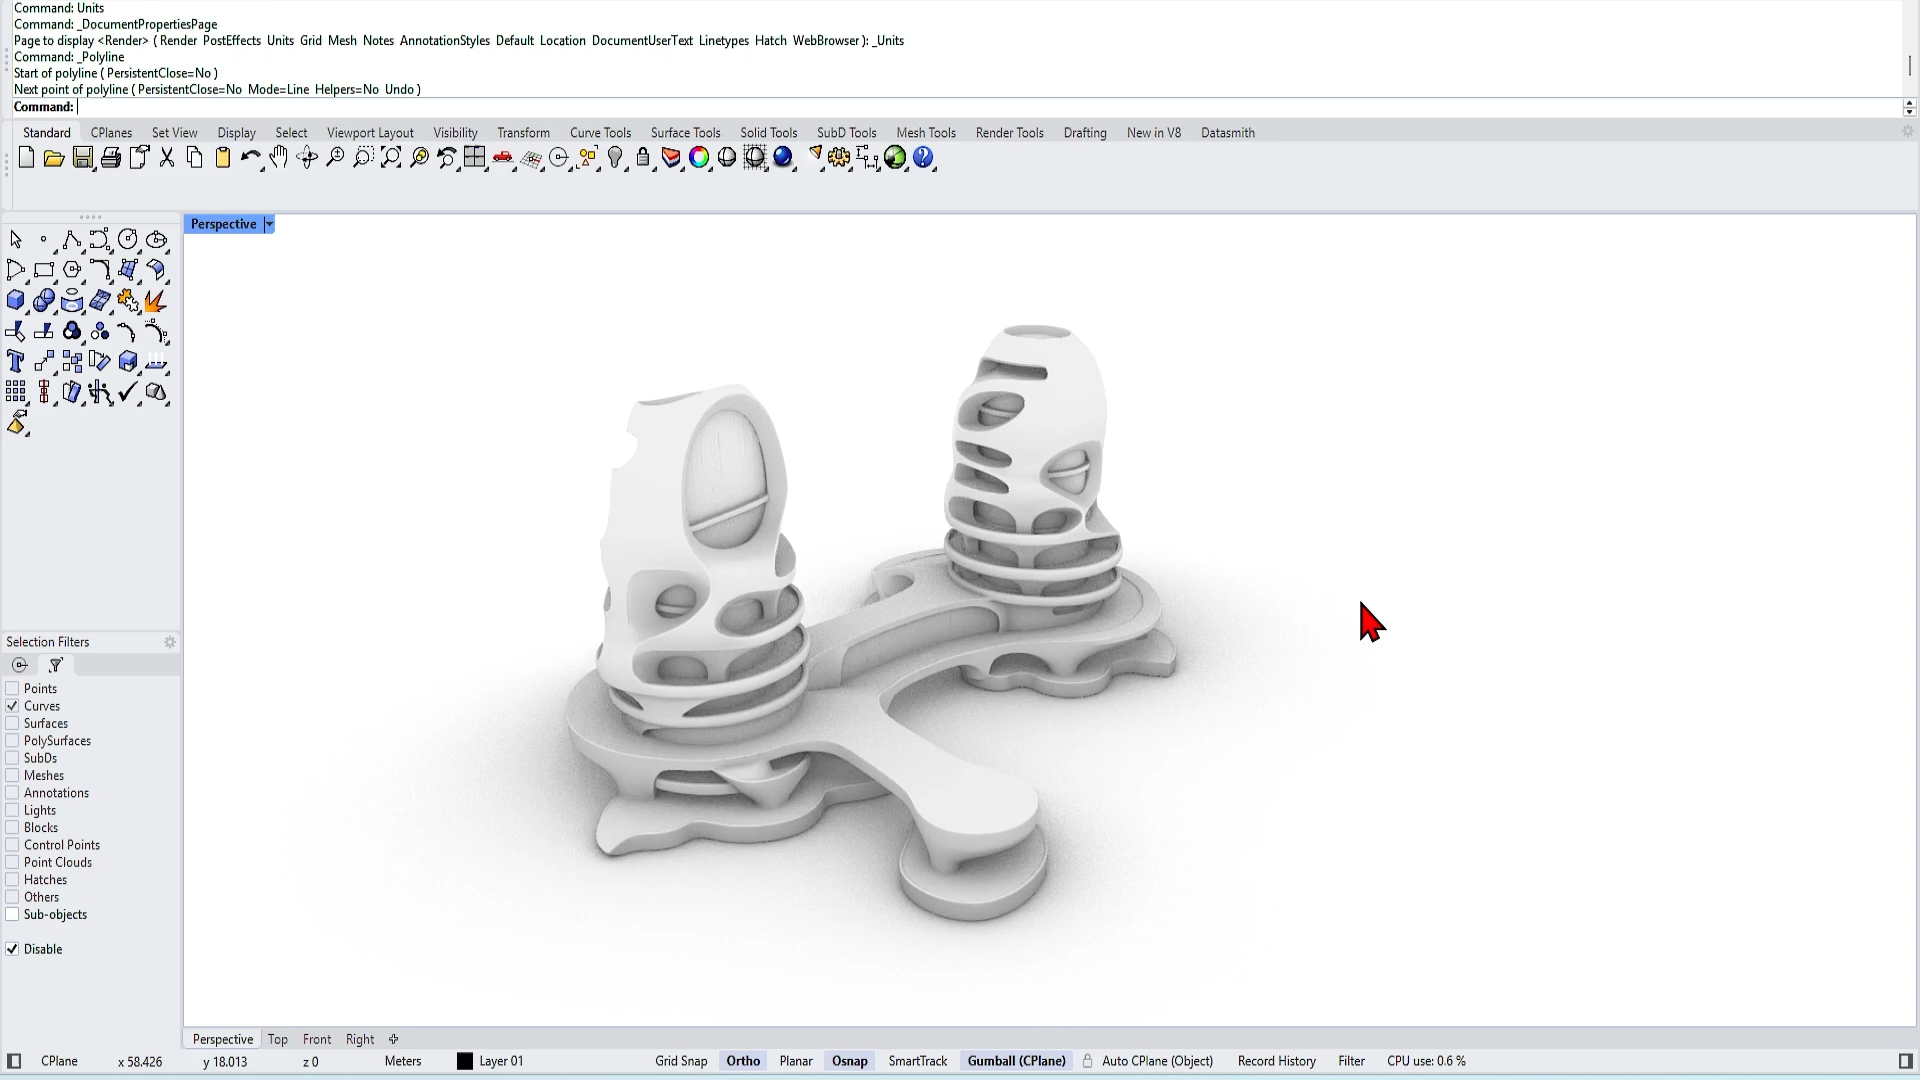 Command: Units
Command: _DocumentPropertiesPage
Page to display <Render> ( Render PostEffects Units Grid Mesh Notes AnnotationStyles Default Location DocumentUserText Linetypes Hatch WebBrowser ): _Units
Command: _Polyline
Start of polyline ( PersistentClose=No )
Next point of polyline ( PersistentClose=No Mode=Line Helpers=No Undo )
Command:
Standard CPlanes Set View Display Select Viewport Layout Visibility Transform Curve Tools Surface Tools Solid Tools SubD Tools Mesh Tools Render Tools Drafting New in V8 Datasmith
Perspective
Selection Filters
Points
Curves
Surfaces
PolySurfaces
SubDs
Meshes
Annotations
Lights
Blocks
Control Points
Point Clouds
Hatches
Others
Sub-objects
Disable
Perspective Top Front Right
CPlane x 58.426 y 18.013 z 0 Meters Layer 01 Grid Snap Ortho Planar Osnap SmartTrack Gumball (CPlane) Auto CPlane (Object) Record History Filter CPU use: 0.6 %